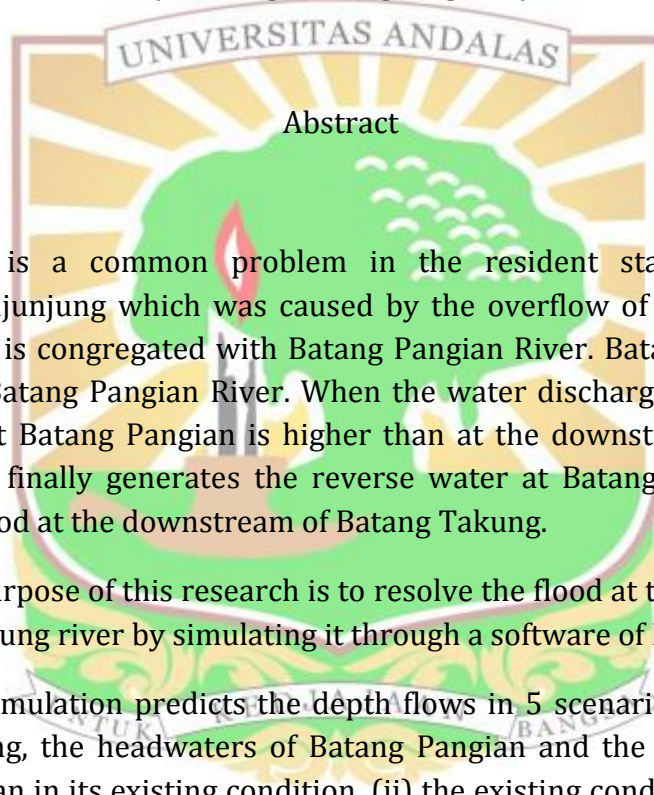 UNIVERSITAS ANDALAS
Abstract
is a common problem in the resident sta
junjung which was caused by the overflow of
is congregated with Batang Pangian River. Bata
Batang Pangian River. When the water discharg
t Batang Pangian is higher than at the downst
finally generates the reverse water at Batang
od at the downstream of Batang Takung.
urpose of this research is to resolve the flood at t
ung river by simulating it through a software of
mulation predicts the depth flows in 5 scenari
UNTUK KEDJAJAAN BANGSA
ng, the headwaters of Batang Pangian and the
an in its existing condition, (ii) the existing cond